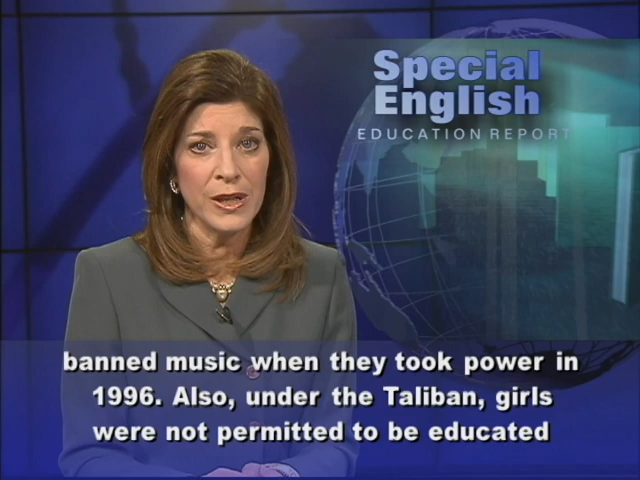 Special
English
EDUCATION REPORT
banned music when they took power in
1996. Also, under the Taliban, girls
were not permitted to be educated